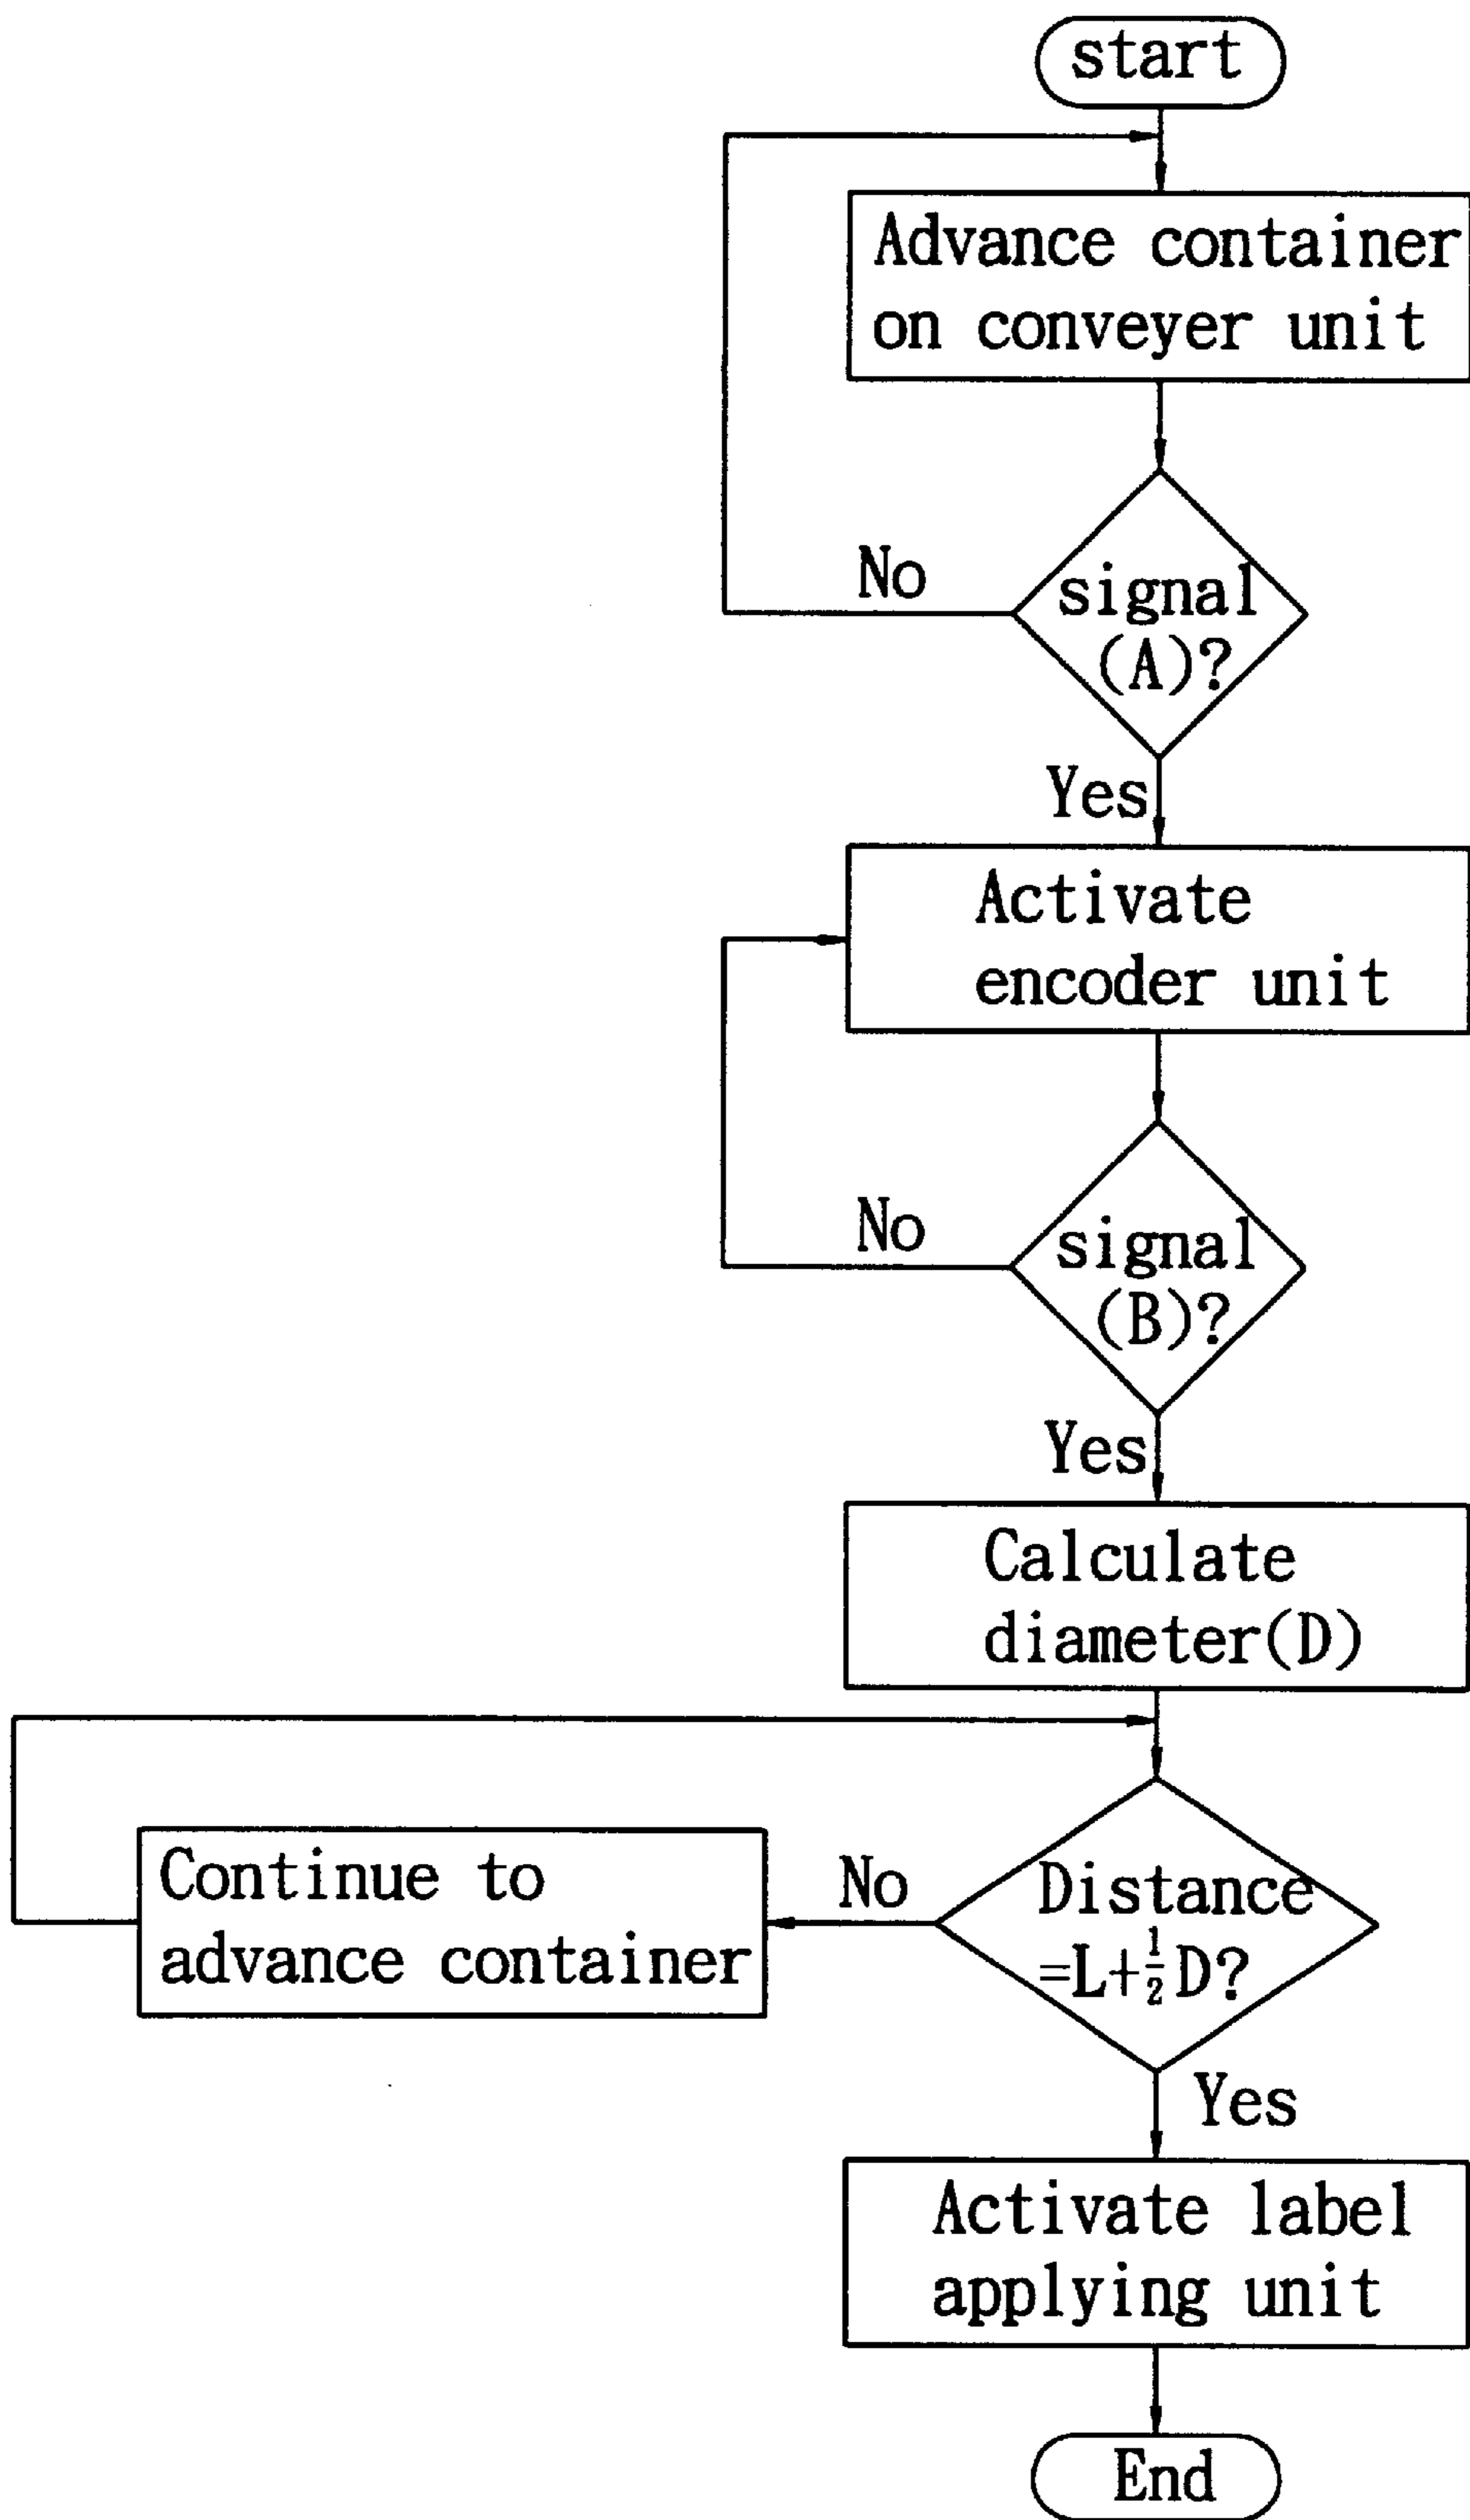 start
Advance container
on conveyer unit
No
signal
(A)?
Yes
Activate
encoder unit
No
signal
(B)?
Yes
Calculate
diameter(D)
Continue to
advance container
No
Distance
=L+½D?
Yes
Activate label
applying unit
End